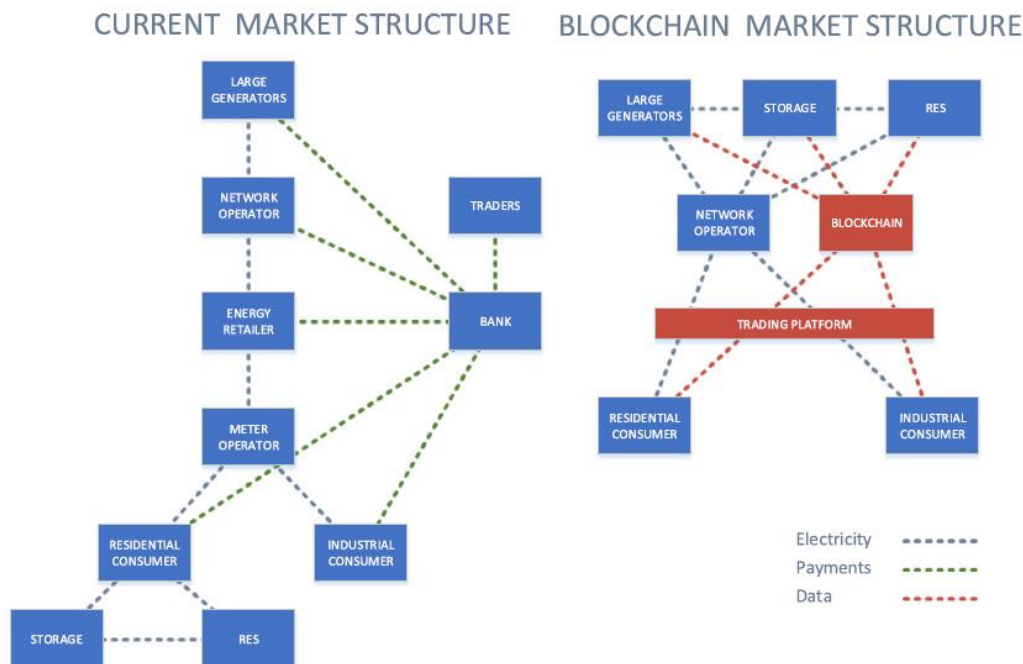 CURRENT MARKET STRUCTURE
LARGE
GENERATORS
NETWORK
OPERATOR
TRADERS
ENERGY
RETAILER
BANK
METER
OPERATOR
RESIDENTIAL
CONSUMER
INDUSTRIAL
CONSUMER
STORAGE
RES
BLOCKCHAIN MARKET STRUCTURE
LARGE
GENERATORS
STORAGE
RES
NETWORK
OPERATOR
BLOCKCHAIN
TRADING PLATFORM
RESIDENTIAL
CONSUMER
INDUSTRIAL
CONSUMER
Electricity
Payments
Data